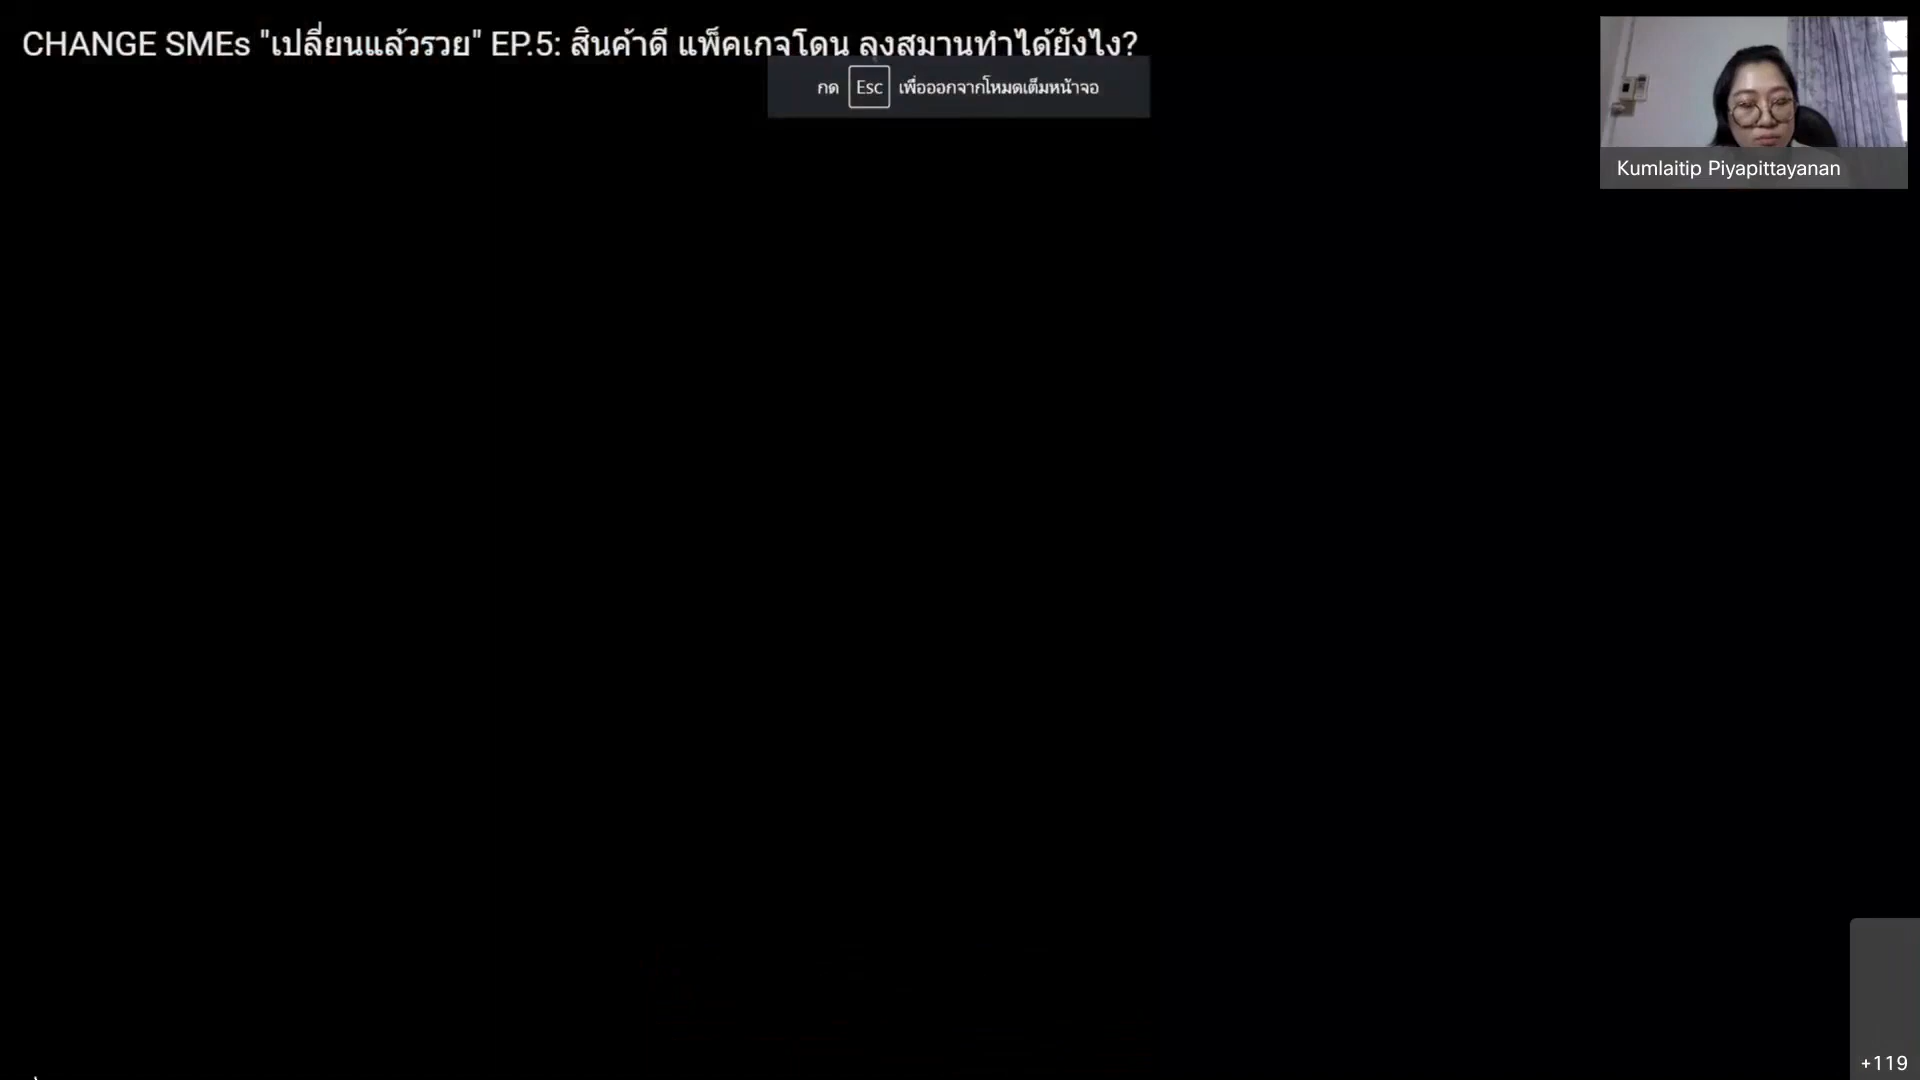 CHANGE SMEs "เปลี่ยนแล้วรวย" EP.5: สินค้าดี แพ็คเกจโดน ลุงสมานทำได้ยังไง?
กด Esc เพื่อออกจากโหมดเต็มหน้าจอ
Kumlaitip Piyapittayanan
+119